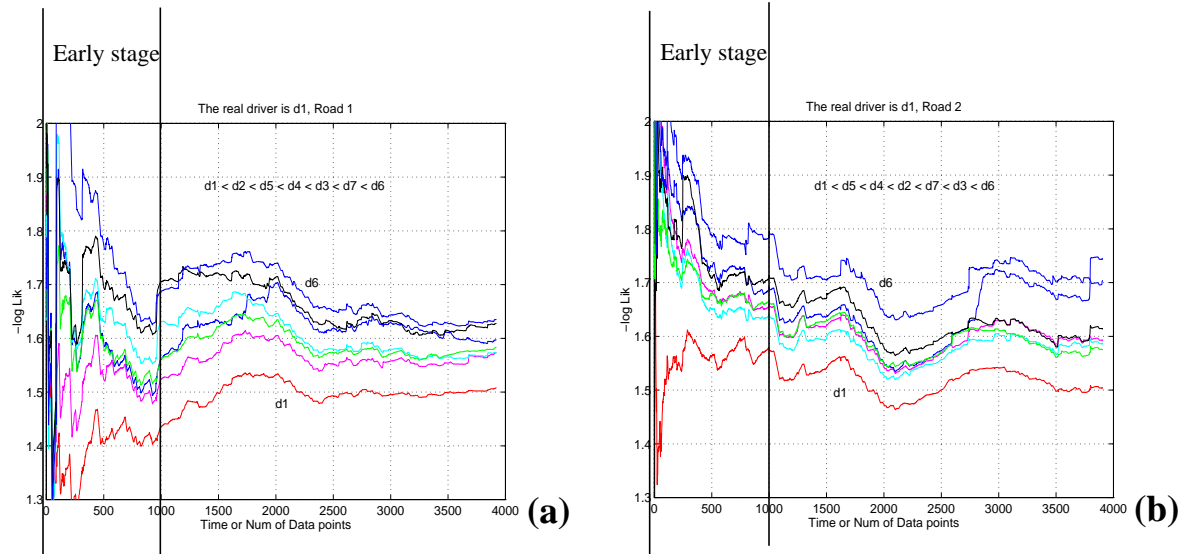 Early stage
The real driver is d1, Road 1
2
1.9
1.8
1.7
1.6
1.5
1.4
1.3
−log Lik
d1 < d2 < d5 < d4 < d3 < d7 < d6
d6
d1
0 500 1000 1500 2000 2500 3000 3500 4000
Time or Num of Data points
(a)
Early stage
The real driver is d1, Road 2
2
1.9
1.8
1.7
1.6
1.5
1.4
1.3
−log Lik
d1 < d5 < d4 < d2 < d7 < d3 < d6
d6
d1
0 500 1000 1500 2000 2500 3000 3500 4000
Time or Num of Data points
(b)